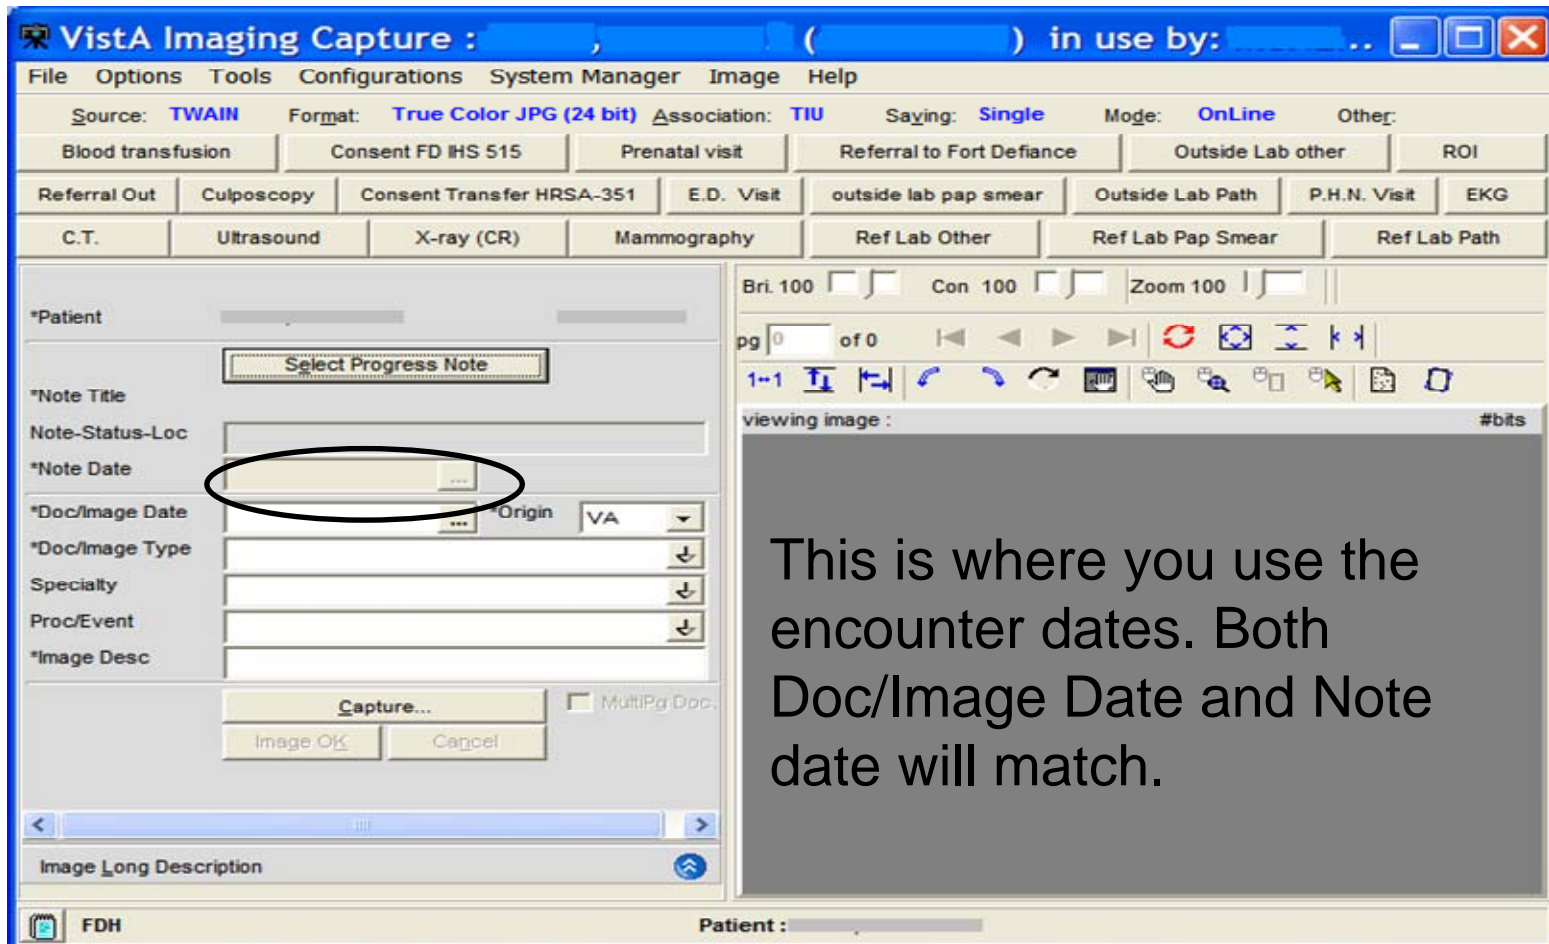 VistA Imaging Capture : , ( ) in use by: ..
File Options Tools Configurations System Manager Image Help
Source: TWAIN Format: True Color JPG (24 bit) Association: TIU Saving: Single Mode: OnLine Other:
Blood transfusion Consent FD IHS 515 Prenatal visit Referral to Fort Defiance Outside Lab other ROI
Referral Out Culposcopy Consent Transfer HRSA-351 E.D. Visit outside lab pap smear Outside Lab Path P.H.N. Visit EKG
C.T. Ultrasound X-ray (CR) Mammography Ref Lab Other Ref Lab Pap Smear Ref Lab Path
Bri. 100 Con 100 Zoom 100
*Patient
pg 0 of 0
Select Progress Note
1↔1
*Note Title
viewing image : #bits
Note-Status-Loc
*Note Date ...
*Doc/Image Date ... *Origin VA
*Doc/Image Type
Specialty
Proc/Event
*Image Desc
Capture... MultiPg Doc.
Image OK Cancel
This is where you use the
encounter dates. Both
Doc/Image Date and Note
date will match.
Image Long Description
FDH Patient :